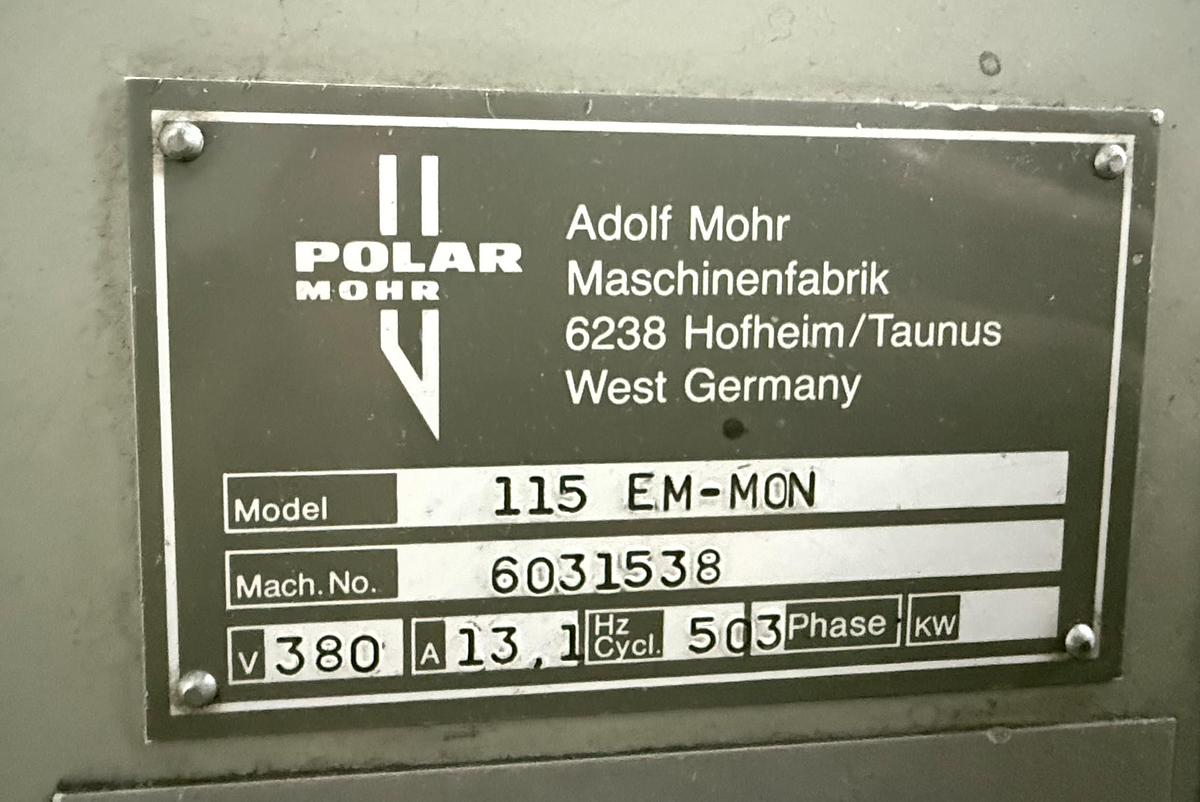 POLAR
MOHR
Adolf Mohr
Maschinenfabrik
6238 Hofheim/Taunus
West Germany
Model 115 EM-MON
Mach. No. 6031538
V 380 A 13,1 Hz Cycl. 50 3 Phase KW